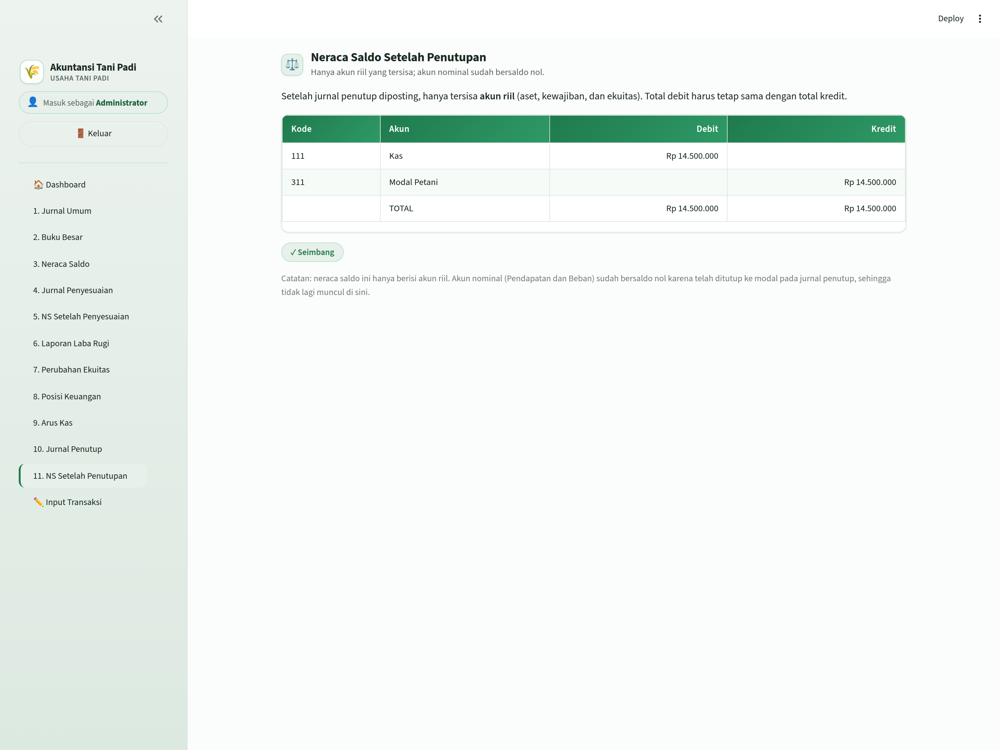 Deploy
Akuntansi Tani Padi
USAHA TANI PADI
Masuk sebagai Administrator
Keluar
Dashboard
1. Jurnal Umum
2. Buku Besar
3. Neraca Saldo
4. Jurnal Penyesuaian
5. NS Setelah Penyesuaian
6. Laporan Laba Rugi
7. Perubahan Ekuitas
8. Posisi Keuangan
9. Arus Kas
10. Jurnal Penutup
11. NS Setelah Penutupan
Input Transaksi
Neraca Saldo Setelah Penutupan
Hanya akun riil yang tersisa; akun nominal sudah bersaldo nol.
Setelah jurnal penutup diposting, hanya tersisa akun riil (aset, kewajiban, dan ekuitas). Total debit harus tetap sama dengan total kredit.
Kode Akun Debit Kredit
111 Kas Rp 14.500.000
311 Modal Petani Rp 14.500.000
TOTAL Rp 14.500.000 Rp 14.500.000
✓ Seimbang
Catatan: neraca saldo ini hanya berisi akun riil. Akun nominal (Pendapatan dan Beban) sudah bersaldo nol karena telah ditutup ke modal pada jurnal penutup, sehingga
tidak lagi muncul di sini.